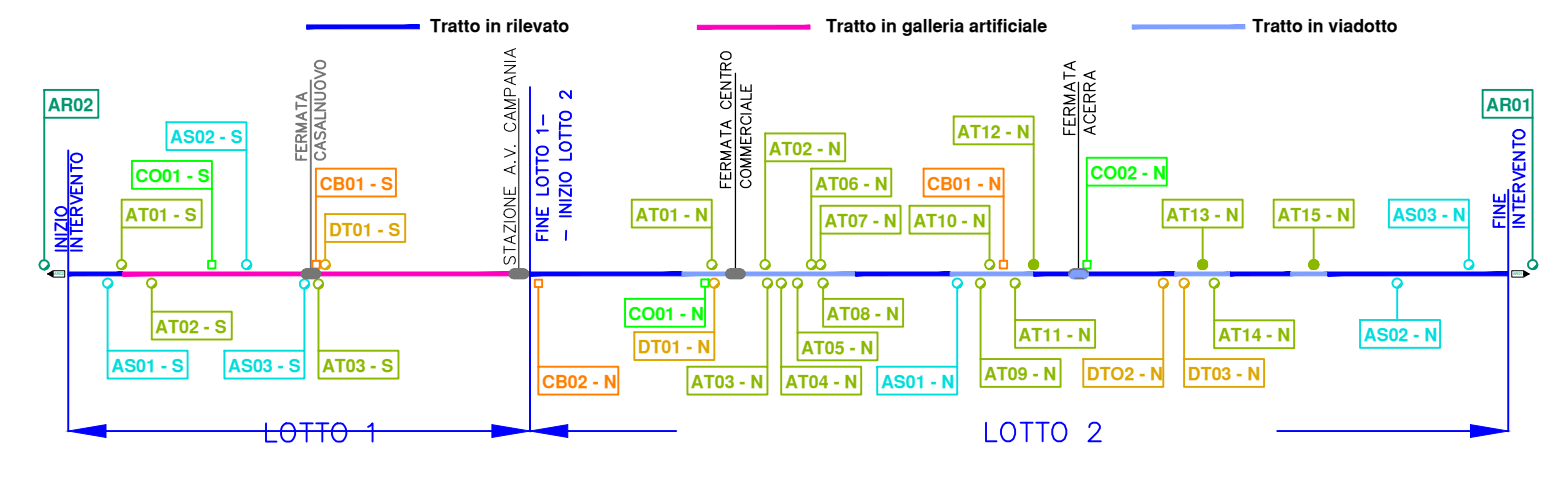 Tratto in rilevato
Tratto in galleria artificiale
Tratto in viadotto
AR02
INIZIO
INTERVENTO
AT01 - S
CO01 - S
AS02 - S
FERMATA
CASALNUOVO
CB01 - S
DT01 - S
STAZIONE A.V. CAMPANIA
FINE LOTTO 1-
- INIZIO LOTTO 2
AT01 - N
FERMATA CENTRO
COMMERCIALE
AT02 - N
AT06 - N
AT07 - N
AT10 - N
CB01 - N
AT12 - N
FERMATA
ACERRA
CO02 - N
AT13 - N
AT15 - N
AS03 - N
FINE
INTERVENTO
AR01
AS01 - S
AT02 - S
AS03 - S
AT03 - S
CB02 - N
CO01 - N
DT01 - N
AT03 - N
AT04 - N
AT05 - N
AT08 - N
AS01 - N
AT09 - N
AT11 - N
DTO2 - N
DT03 - N
AT14 - N
AS02 - N
LOTTO 1
LOTTO 2